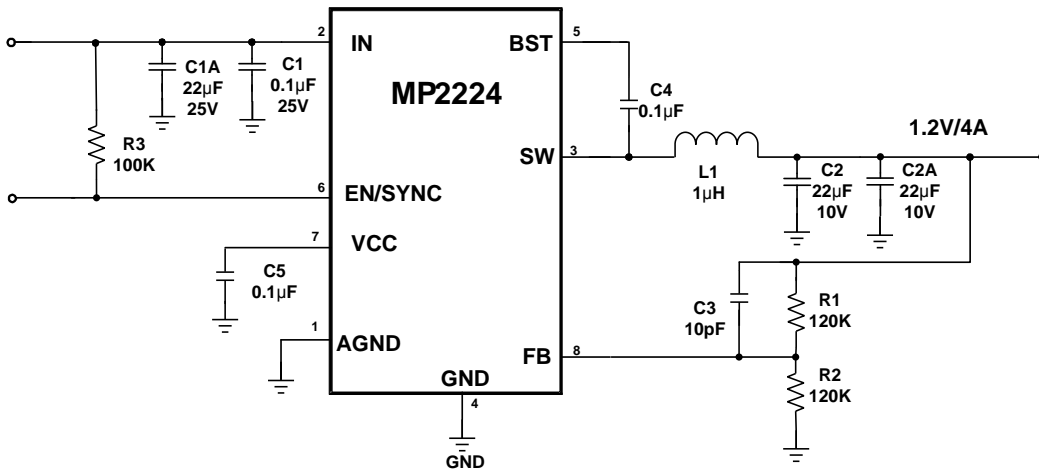 2
IN
BST
5
C1A
22µF
25V
C1
0.1µF
25V
MP2224
C4
0.1µF
1.2V/4A
R3
100K
SW
3
L1
1µH
C2
22µF
10V
C2A
22µF
10V
6
EN/SYNC
7
VCC
C5
0.1µF
C3
10pF
R1
120K
1
AGND
FB
8
GND
4
R2
120K
GND